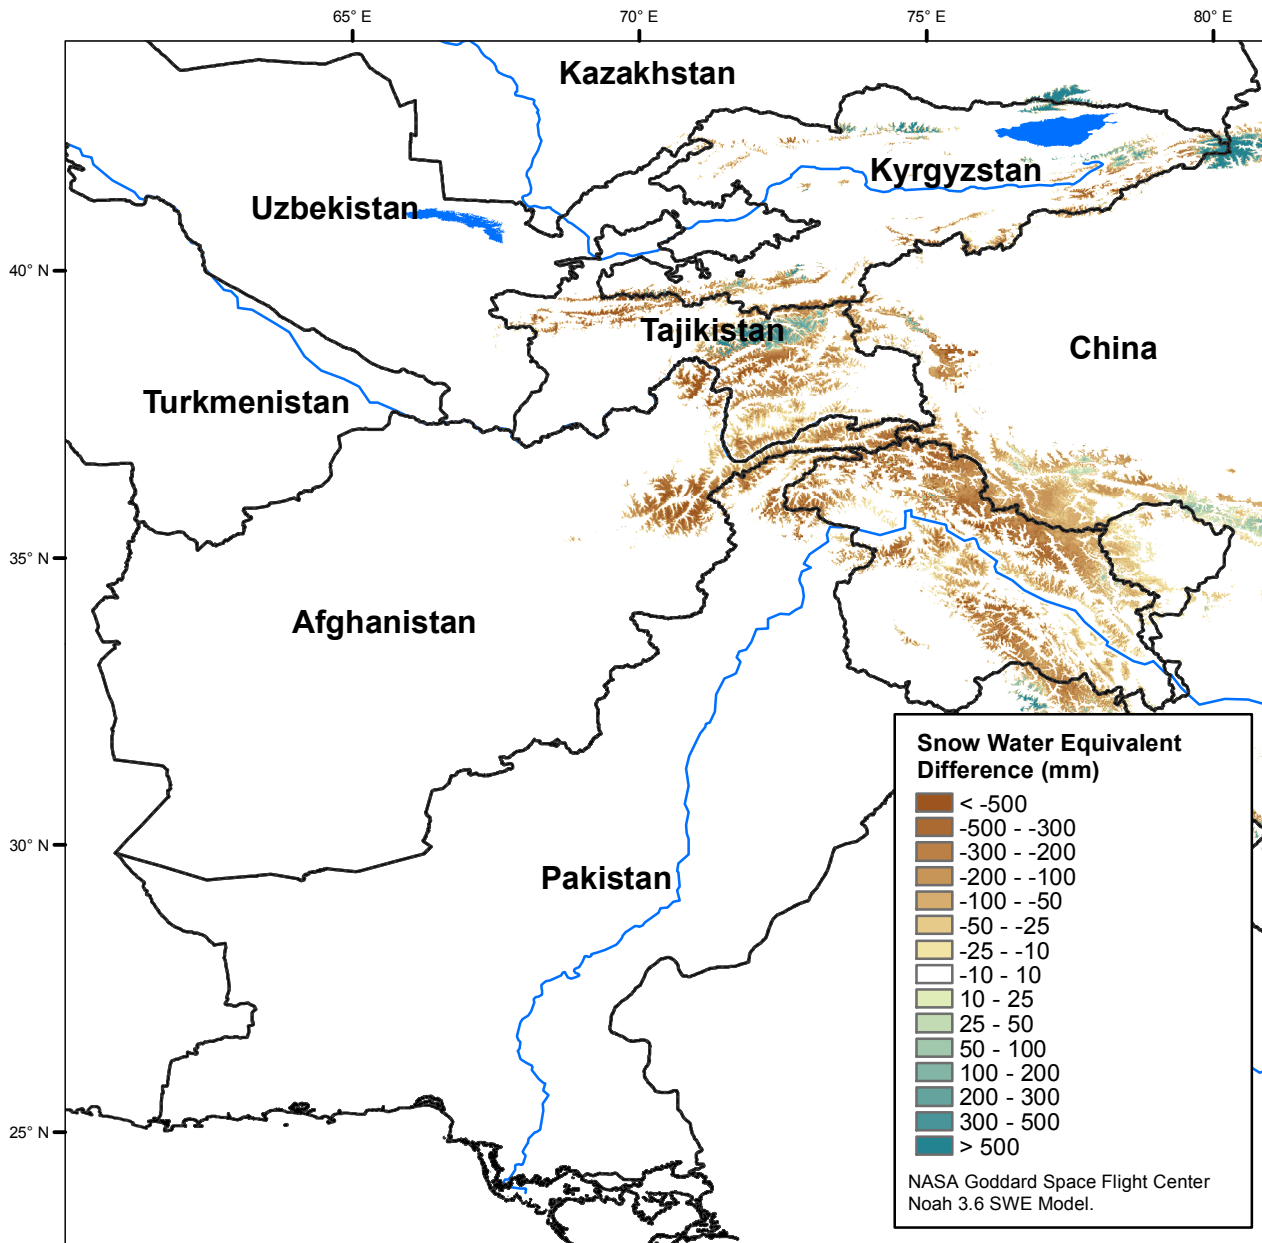 65° E
70° E
75° E
80° E
Kazakhstan
Kyrgyzstan
Uzbekistan
40° N
Tajikistan
China
Turkmenistan
35° N
Afghanistan
Snow Water Equivalent
Difference (mm)
< -500
-500 - -300
-300 - -200
-200 - -100
-100 - -50
-50 - -25
-25 - -10
-10 - 10
10 - 25
25 - 50
50 - 100
100 - 200
200 - 300
300 - 500
> 500
30° N
Pakistan
25° N
NASA Goddard Space Flight Center
Noah 3.6 SWE Model.